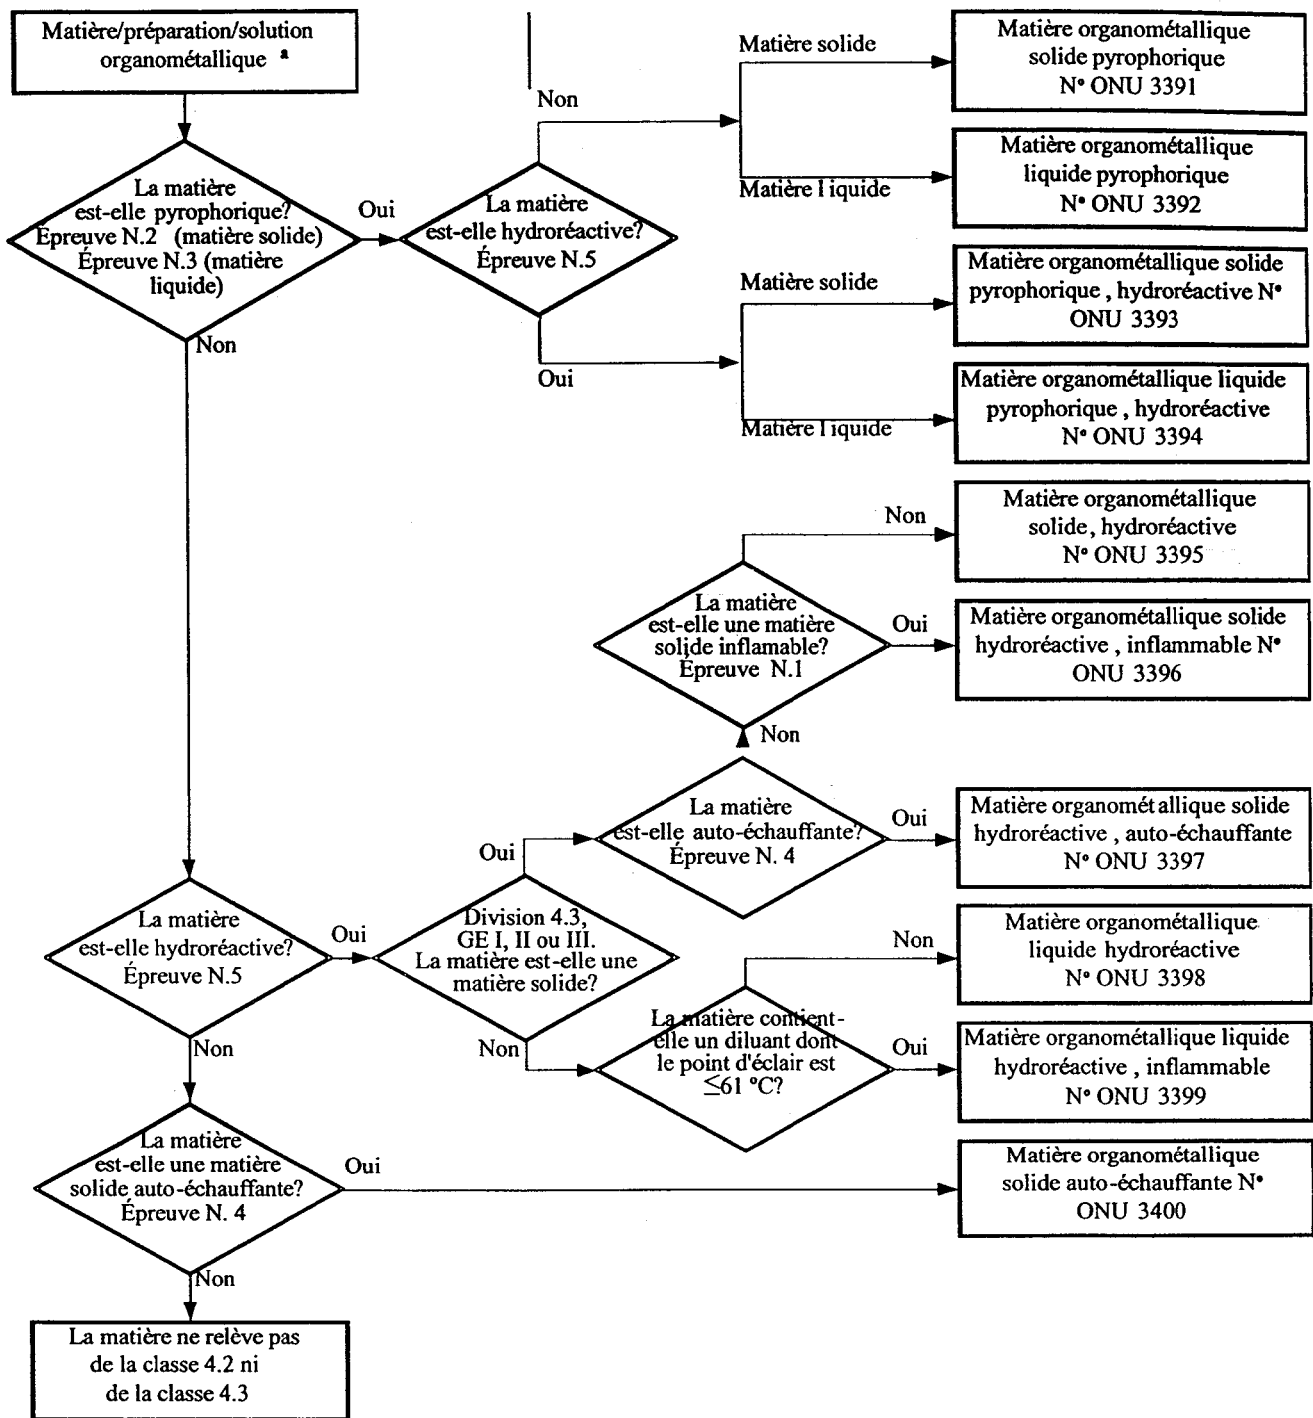 Matière/préparation/solution
organométallique a
Matière solide
Matière organométallique
solide pyrophorique
N° ONU 3391
Non
La matière
est-elle pyrophorique?
Épreuve N.2 (matière solide)
Épreuve N.3 (matière
liquide)
Oui
La matière
est-elle hydroréactive?
Épreuve N.5
Matière liquide
Matière organométallique
liquide pyrophorique
N° ONU 3392
Matière solide
Matière organométallique solide
pyrophorique , hydroréactive N°
ONU 3393
Non
Oui
Matière liquide
Matière organométallique liquide
pyrophorique , hydroréactive
N° ONU 3394
Non
Matière organométallique
solide, hydroréactive
N° ONU 3395
La matière
est-elle une matière
solide inflamable?
Épreuve N.1
Oui
Matière organométallique solide
hydroréactive , inflammable N°
ONU 3396
Non
La matière
est-elle auto-échauffante?
Épreuve N. 4
Oui
Matière organométallique solide
hydroréactive , auto-échauffante
N° ONU 3397
Oui
La matière
est-elle hydroréactive?
Épreuve N.5
Oui
Division 4.3,
GE I, II ou III.
La matière est-elle une
matière solide?
Non
Matière organométallique
liquide hydroréactive
N° ONU 3398
Non
Non
La matière contient-
elle un diluant dont
le point d'éclair est
≤61 °C?
Oui
Matière organométallique liquide
hydroréactive , inflammable
N° ONU 3399
La matière
est-elle une matière
solide auto-échauffante?
Épreuve N. 4
Oui
Matière organométallique
solide auto-échauffante N°
ONU 3400
Non
La matière ne relève pas
de la classe 4.2 ni
de la classe 4.3